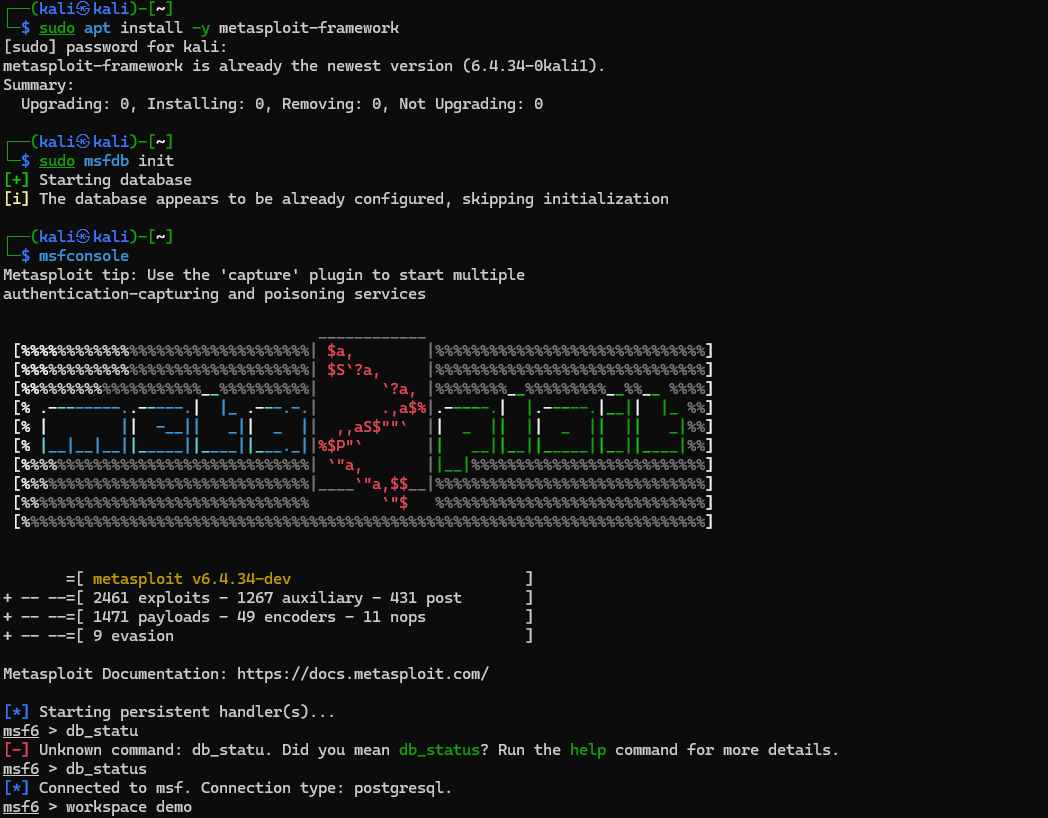 ┌──(kali㉿kali)-[~]
└─$ sudo apt install -y metasploit-framework
[sudo] password for kali:
metasploit-framework is already the newest version (6.4.34-0kali1).
Summary:
  Upgrading: 0, Installing: 0, Removing: 0, Not Upgrading: 0
┌──(kali㉿kali)-[~]
└─$ sudo msfdb init
[+] Starting database
[i] The database appears to be already configured, skipping initialization
┌──(kali㉿kali)-[~]
└─$ msfconsole
Metasploit tip: Use the 'capture' plugin to start multiple
authentication-capturing and poisoning services
metasploit
       =[ metasploit v6.4.34-dev                          ]
+ -- --=[ 2461 exploits - 1267 auxiliary - 431 post       ]
+ -- --=[ 1471 payloads - 49 encoders - 11 nops           ]
+ -- --=[ 9 evasion                                       ]
Metasploit Documentation: https://docs.metasploit.com/
[*] Starting persistent handler(s)...
msf6 > db_statu
[-] Unknown command: db_statu. Did you mean db_status? Run the help command for more details.
msf6 > db_status
[*] Connected to msf. Connection type: postgresql.
msf6 > workspace demo